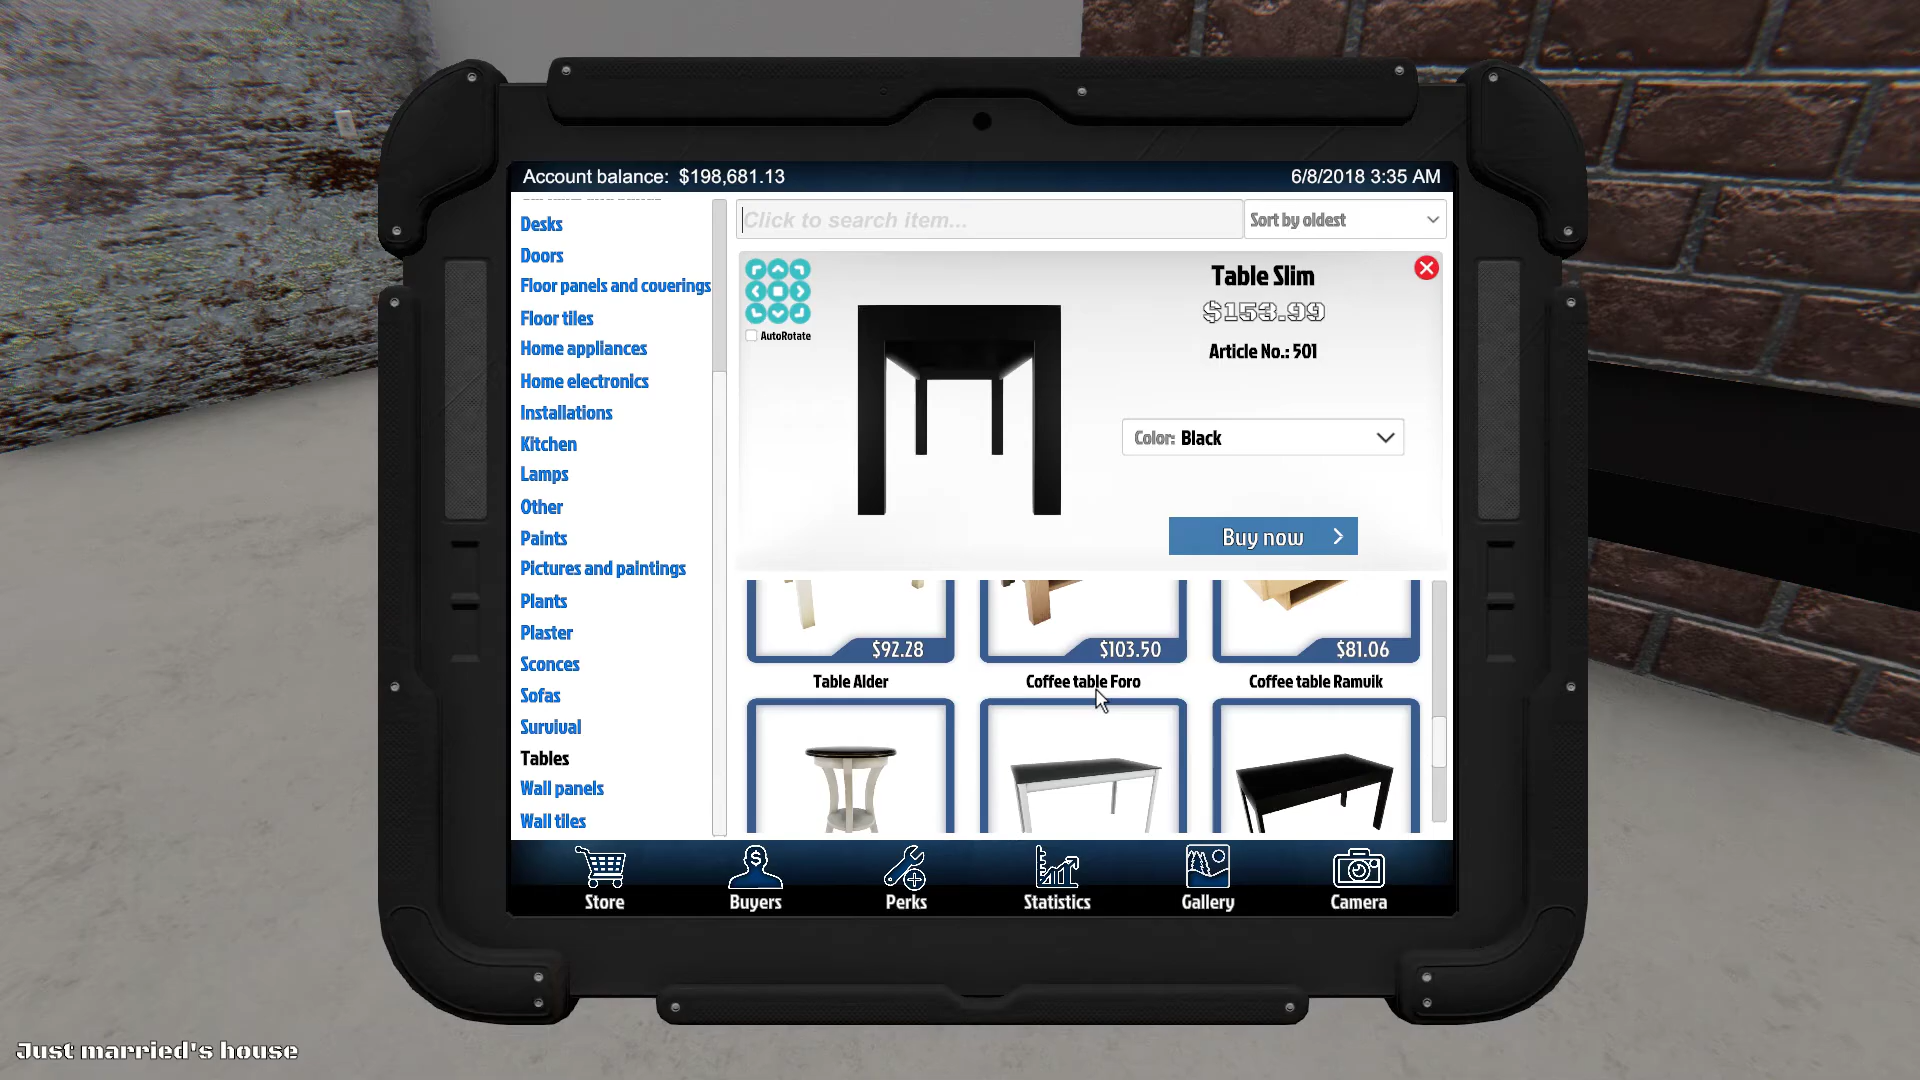 Account balance: $198,681.13
6/8/2018 3:35 AM
Desks
Doors
Floor panels and coverings
Floor tiles
Home appliances
Home electronics
Installations
Kitchen
Lamps
Other
Paints
Pictures and paintings
Plants
Plaster
Sconces
Sofas
Survival
Tables
Wall panels
Wall tiles
Click to search item...
Sort by oldest
AutoRotate
Table Slim
$153.99
Article No.: 501
Color: Black
Buy now
$92.28
$103.50
$81.06
Table Alder
Coffee table Foro
Coffee table Ramvik
Store
Buyers
Perks
Statistics
Gallery
Camera
Just married's house